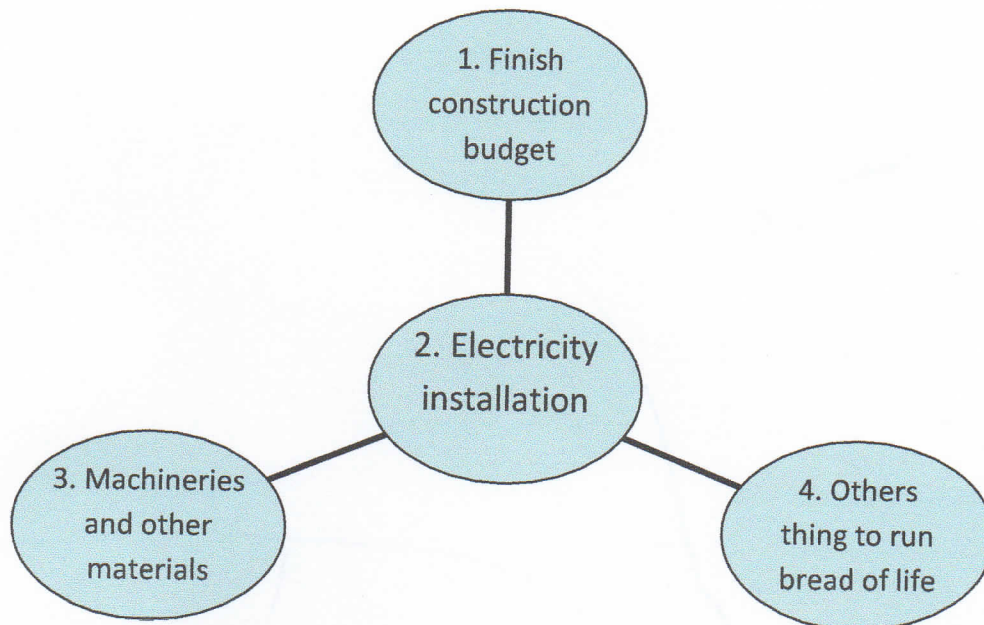 1. Finish
construction
budget
2. Electricity
installation
3. Machineries
and other
materials
4. Others
thing to run
bread of life